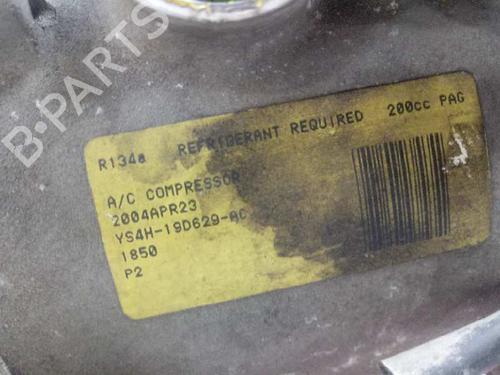 B-PARTS
R134a REFRIGERANT REQUIRED 200cc PAG
A/C COMPRESSOR
2004APR23
YS4H-19D629-AC
1850
P2